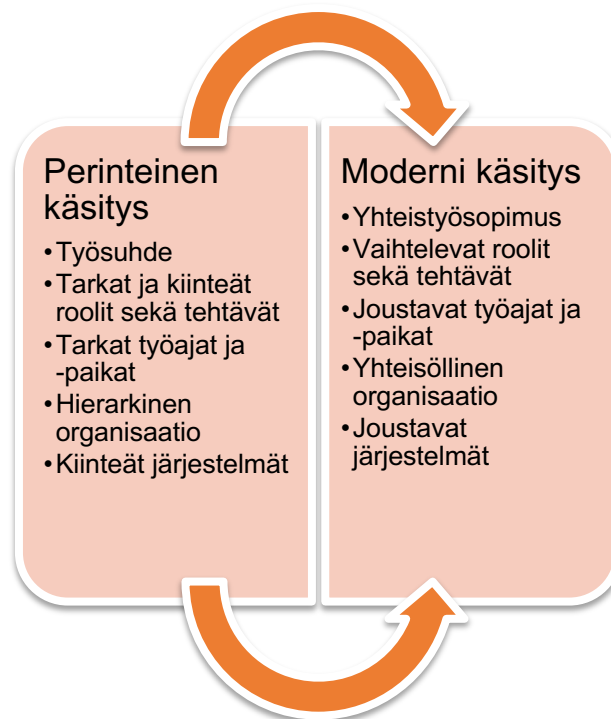 Perinteinen
käsitys
•Työsuhde
•Tarkat ja kiinteät
roolit sekä tehtävät
•Tarkat työajat ja
-paikat
•Hierarkinen
organisaatio
•Kiinteät järjestelmät
Moderni käsitys
•Yhteistyösopimus
•Vaihtelevat roolit
sekä tehtävät
•Joustavat työajat ja
-paikat
•Yhteisöllinen
organisaatio
•Joustavat
järjestelmät